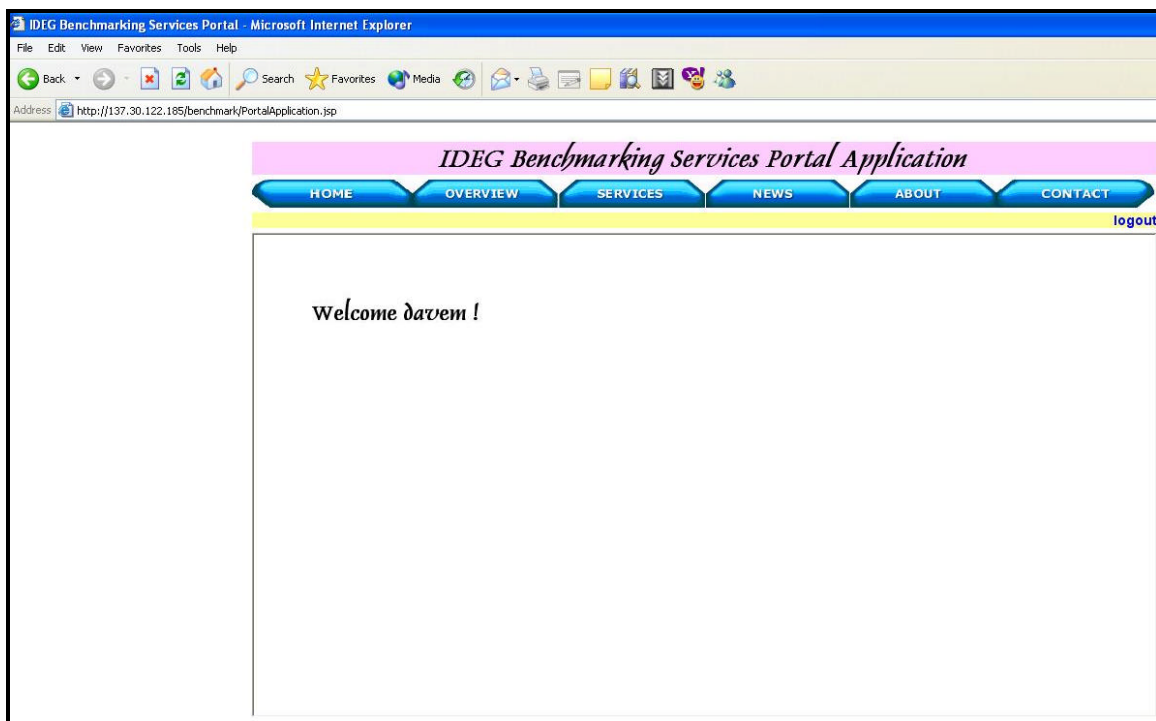 IDEG Benchmarking Services Portal - Microsoft Internet Explorer
File Edit View Favorites Tools Help
Back Search Favorites Media
Address http://137.30.122.185/benchmark/PortalApplication.jsp
IDEG Benchmarking Services Portal Application
HOME OVERVIEW SERVICES NEWS ABOUT CONTACT
logout
Welcome davem !